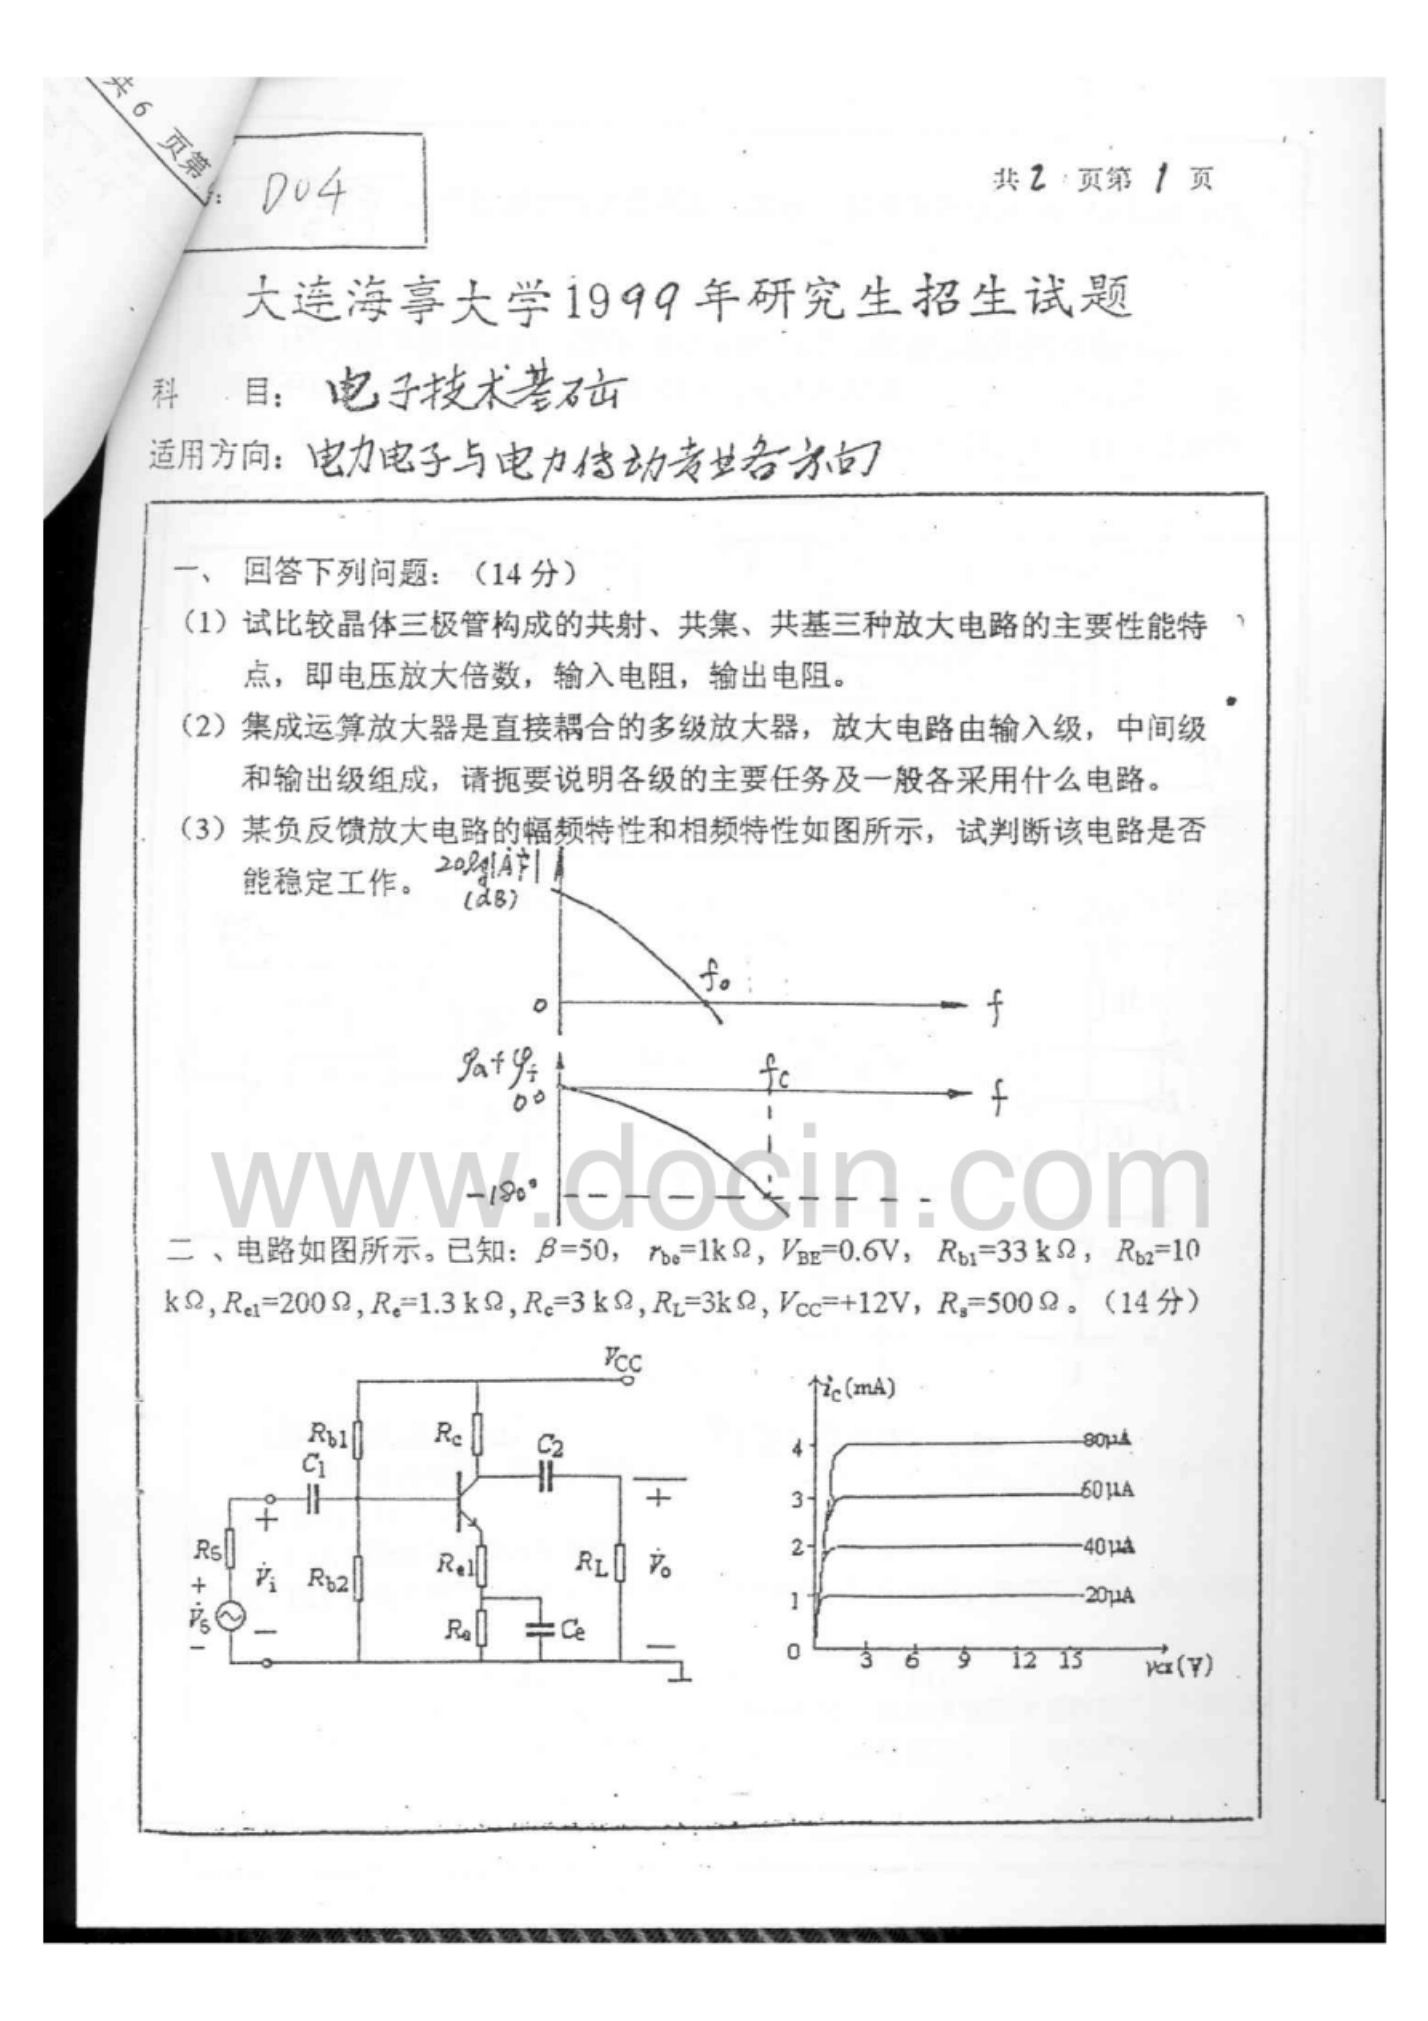 共6 页第
D04
共2页第1页
大连海事大学1999年研究生招生试题
科 目: 电子技术基础
适用方向: 电力电子与电力传动专业各方向
一、 回答下列问题:（14分）
（1）试比较晶体三极管构成的共射、共集、共基三种放大电路的主要性能特
点，即电压放大倍数，输入电阻，输出电阻。
（2）集成运算放大器是直接耦合的多级放大器，放大电路由输入级，中间级
和输出级组成，请扼要说明各级的主要任务及一般各采用什么电路。
（3）某负反馈放大电路的幅频特性和相频特性如图所示，试判断该电路是否
能稳定工作。
20lg|ȦḞ|
(dB)
f₀
0
f
φa+φf
0°
fc
f
-180°
www.docin.com
二、电路如图所示。已知: β=50， rbe=1kΩ, VBE=0.6V， Rb1=33kΩ， Rb2=10
kΩ, Re1=200Ω, Re=1.3kΩ, Rc=3kΩ, RL=3kΩ, VCC=+12V， Rs=500Ω。（14分）
VCC
Rb1
Rc
C1
C2
+
+
RS
V̇i
Rb2
Re1
RL
V̇o
+
V̇S
−
−
Re
Ce
−
iC(mA)
4
80μA
3
60μA
2
40μA
1
20μA
0
3 6 9 12 15
vCE(V)